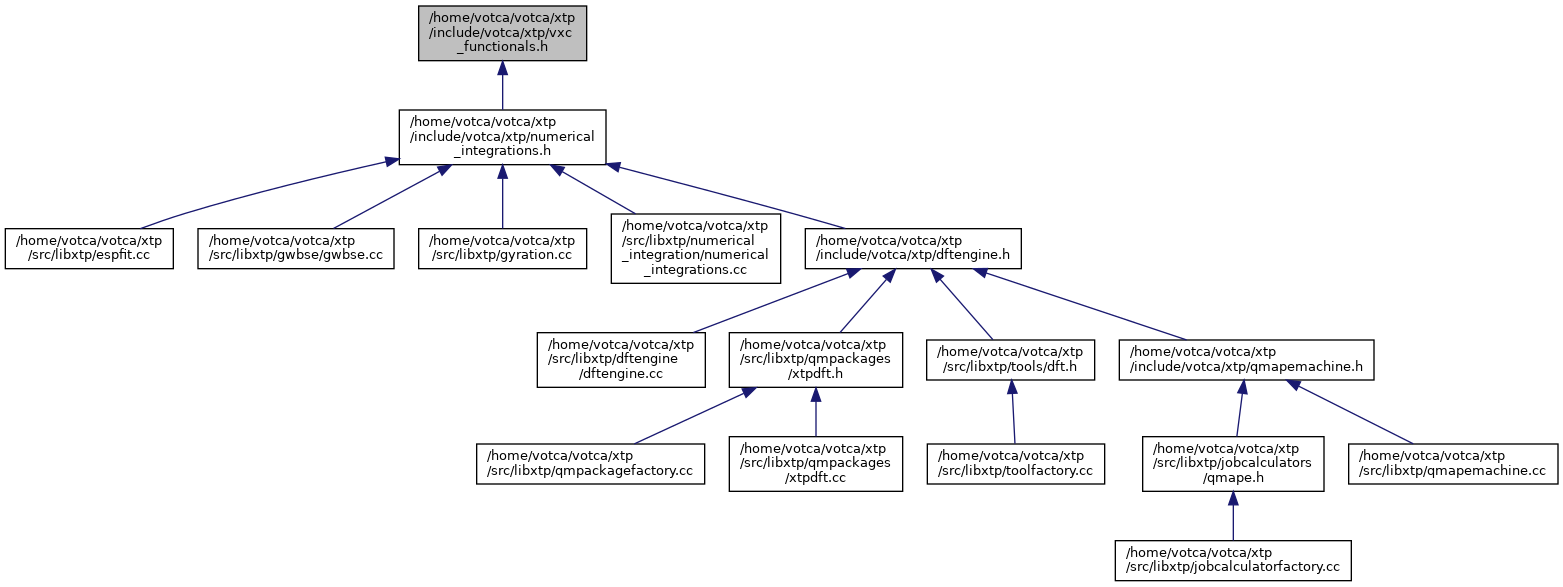 /home/votca/votca/xtp
/include/votca/xtp/vxc
_functionals.h
/home/votca/votca/xtp
/include/votca/xtp/numerical
_integrations.h
/home/votca/votca/xtp
/src/libxtp/espfit.cc
/home/votca/votca/xtp
/src/libxtp/gwbse/gwbse.cc
/home/votca/votca/xtp
/src/libxtp/gyration.cc
/home/votca/votca/xtp
/src/libxtp/numerical
_integration/numerical
_integrations.cc
/home/votca/votca/xtp
/include/votca/xtp/dftengine.h
/home/votca/votca/xtp
/src/libxtp/dftengine
/dftengine.cc
/home/votca/votca/xtp
/src/libxtp/qmpackages
/xtpdft.h
/home/votca/votca/xtp
/src/libxtp/tools/dft.h
/home/votca/votca/xtp
/include/votca/xtp/qmapemachine.h
/home/votca/votca/xtp
/src/libxtp/qmpackagefactory.cc
/home/votca/votca/xtp
/src/libxtp/qmpackages
/xtpdft.cc
/home/votca/votca/xtp
/src/libxtp/toolfactory.cc
/home/votca/votca/xtp
/src/libxtp/jobcalculators
/qmape.h
/home/votca/votca/xtp
/src/libxtp/qmapemachine.cc
/home/votca/votca/xtp
/src/libxtp/jobcalculatorfactory.cc